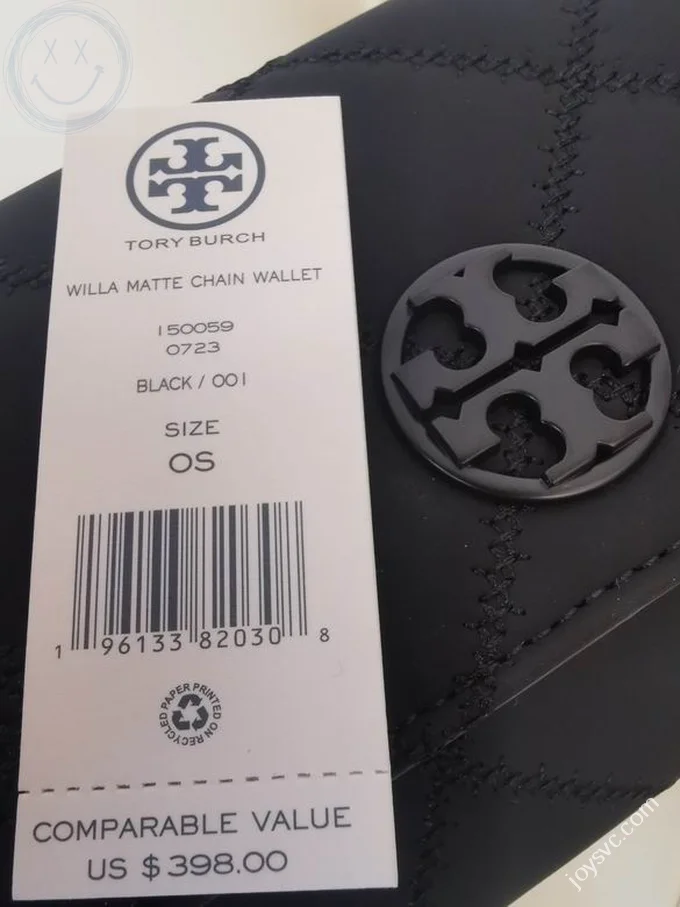 TORY BURCH
WILLA MATTE CHAIN WALLET
150059
0723
BLACK / 001
SIZE
OS
1 96133 82030 8
RECYCLED PAPER PRINTED ON
COMPARABLE VALUE
US $398.00
joysvc.com